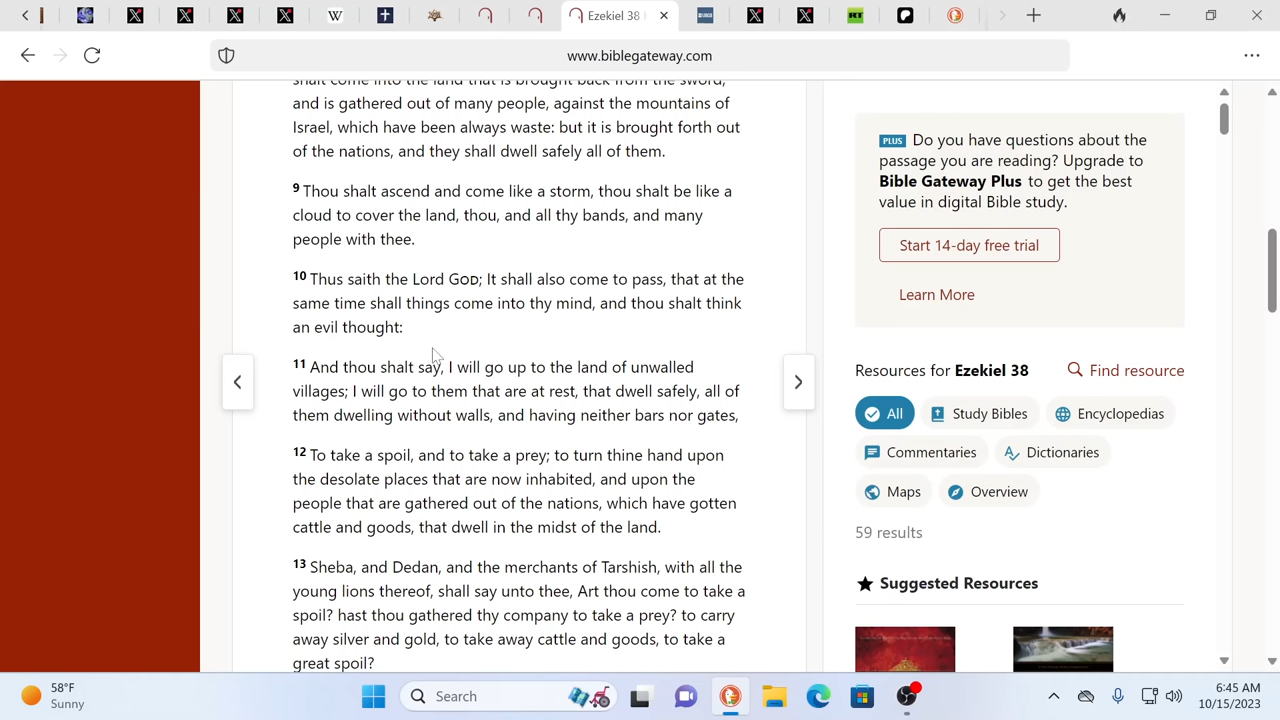 Ezekiel 38
www.biblegateway.com
shalt come into the land that is brought back from the sword,
and is gathered out of many people, against the mountains of
Israel, which have been always waste: but it is brought forth out
of the nations, and they shall dwell safely all of them.
9 Thou shalt ascend and come like a storm, thou shalt be like a
cloud to cover the land, thou, and all thy bands, and many
people with thee.
10 Thus saith the Lord GOD; It shall also come to pass, that at the
same time shall things come into thy mind, and thou shalt think
an evil thought:
11 And thou shalt say, I will go up to the land of unwalled
villages; I will go to them that are at rest, that dwell safely, all of
them dwelling without walls, and having neither bars nor gates,
12 To take a spoil, and to take a prey; to turn thine hand upon
the desolate places that are now inhabited, and upon the
people that are gathered out of the nations, which have gotten
cattle and goods, that dwell in the midst of the land.
13 Sheba, and Dedan, and the merchants of Tarshish, with all the
young lions thereof, shall say unto thee, Art thou come to take a
spoil? hast thou gathered thy company to take a prey? to carry
away silver and gold, to take away cattle and goods, to take a
great spoil?
PLUS Do you have questions about the
passage you are reading? Upgrade to
Bible Gateway Plus to get the best
value in digital Bible study.
Start 14-day free trial
Learn More
Resources for Ezekiel 38 Find resource
All Study Bibles Encyclopedias
Commentaries Dictionaries
Maps Overview
59 results
Suggested Resources
58°F
Sunny
Search
6:45 AM
10/15/2023